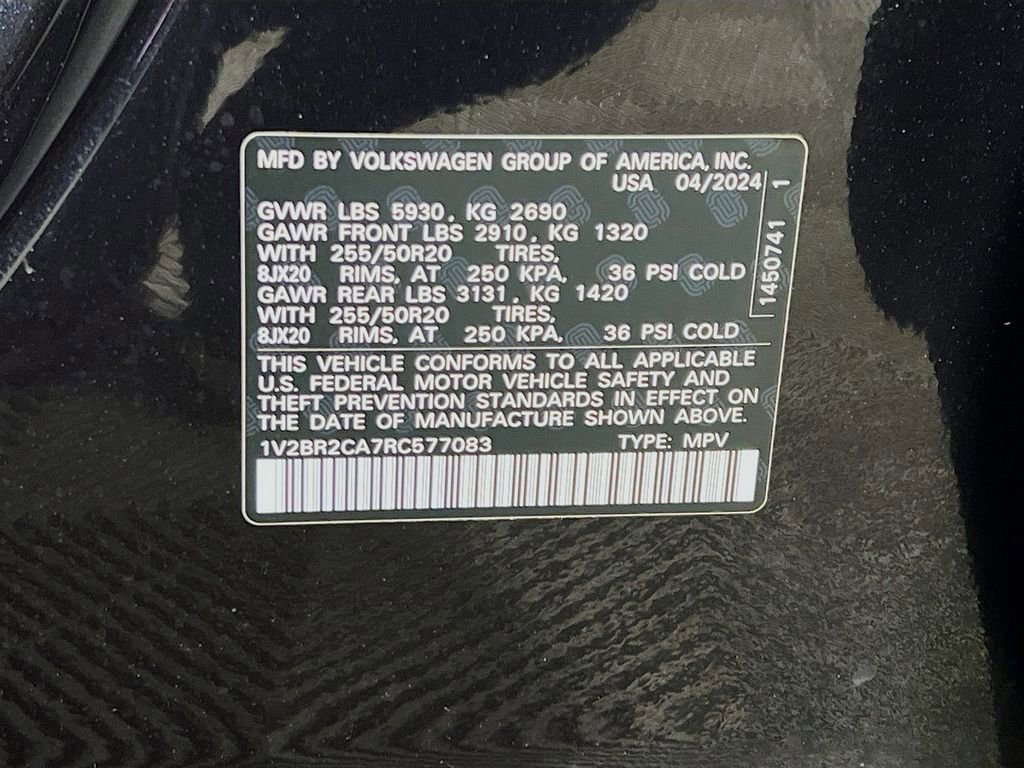 MFD BY VOLKSWAGEN GROUP OF AMERICA, INC.
USA 04/2024
GVWR LBS 5930, KG 2690
GAWR FRONT LBS 2910, KG 1320
WITH 255/50R20 TIRES,
8JX20 RIMS, AT 250 KPA, 36 PSI COLD
GAWR REAR LBS 3131, KG 1420
WITH 255/50R20 TIRES,
8JX20 RIMS, AT 250 KPA, 36 PSI COLD
1450741 1
THIS VEHICLE CONFORMS TO ALL APPLICABLE
U.S. FEDERAL MOTOR VEHICLE SAFETY AND
THEFT PREVENTION STANDARDS IN EFFECT ON
THE DATE OF MANUFACTURE SHOWN ABOVE.
1V2BR2CA7RC577083 TYPE: MPV